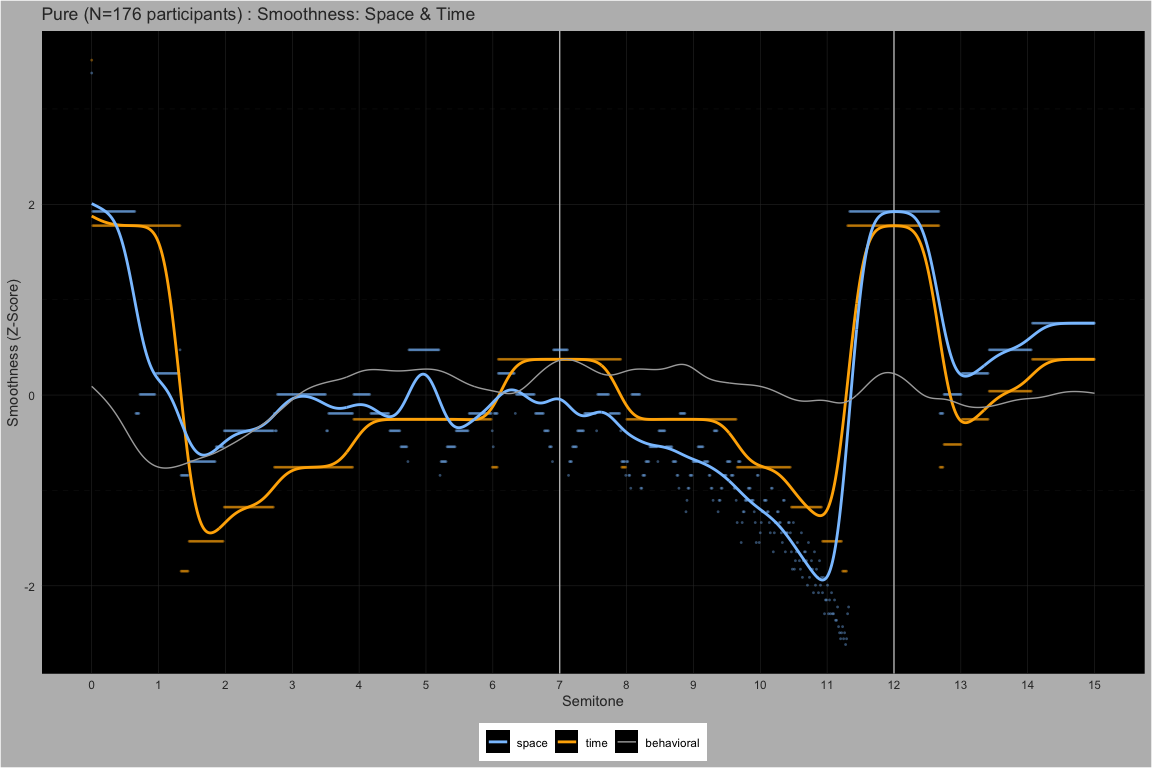 Pure (N=176 participants) : Smoothness: Space & Time
Smoothness (Z-Score)
2
0
-2
0 1 2 3 4 5 6 7 8 9 10 11 12 13 14 15
Semitone
space time behavioral